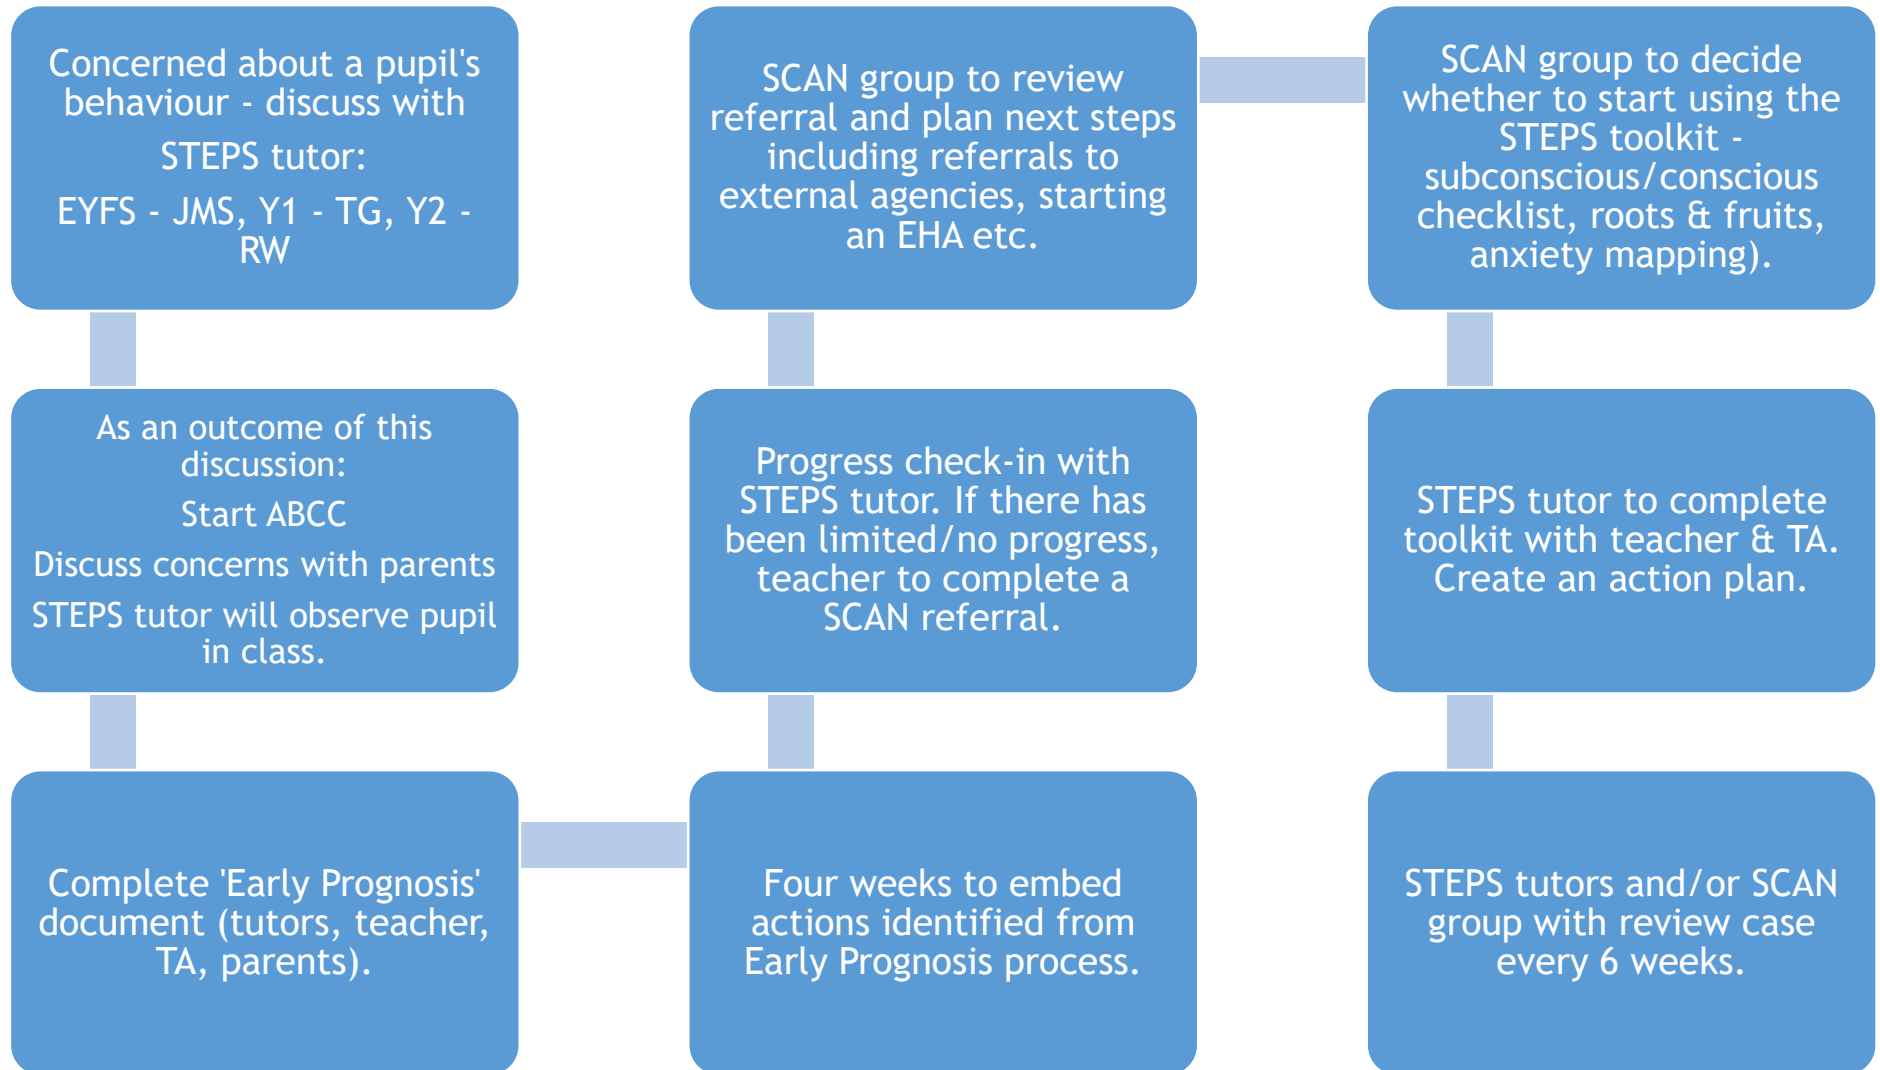 Concerned about a pupil's
behaviour - discuss with
STEPS tutor:
EYFS - JMS, Y1 - TG, Y2 -
RW
As an outcome of this
discussion:
Start ABCC
Discuss concerns with parents
STEPS tutor will observe pupil
in class.
Complete 'Early Prognosis'
document (tutors, teacher,
TA, parents).
Four weeks to embed
actions identified from
Early Prognosis process.
Progress check-in with
STEPS tutor. If there has
been limited/no progress,
teacher to complete a
SCAN referral.
SCAN group to review
referral and plan next steps
including referrals to
external agencies, starting
an EHA etc.
SCAN group to decide
whether to start using the
STEPS toolkit -
subconscious/conscious
checklist, roots & fruits,
anxiety mapping).
STEPS tutor to complete
toolkit with teacher & TA.
Create an action plan.
STEPS tutors and/or SCAN
group with review case
every 6 weeks.